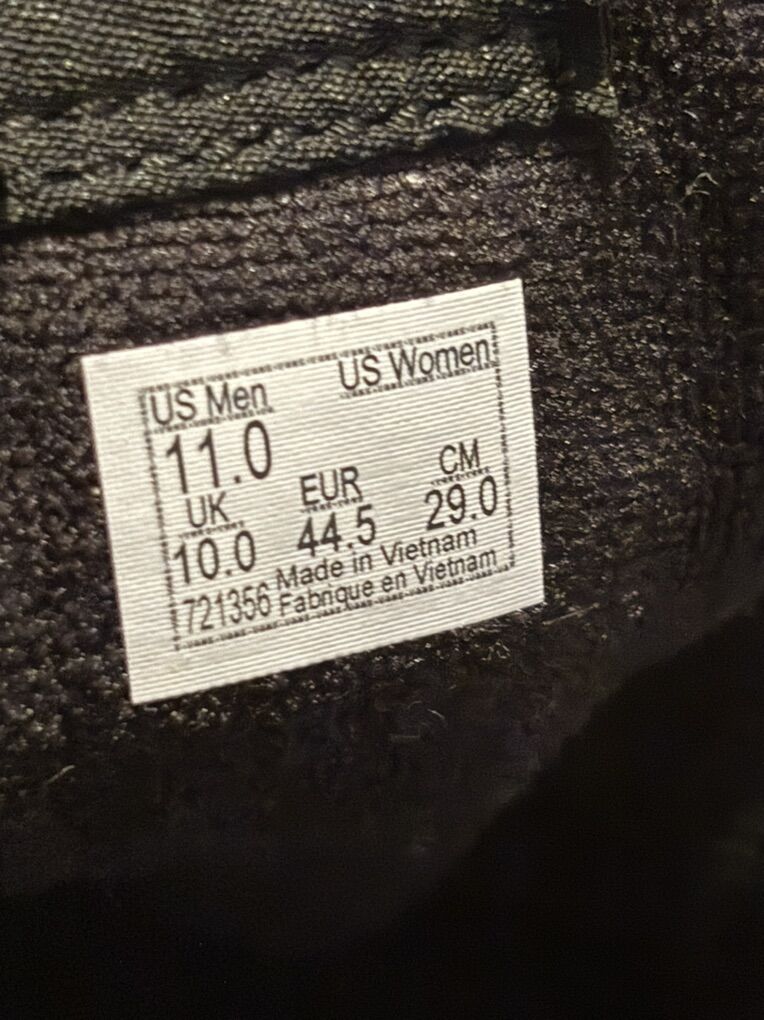 US Men US Women
11.0
UK EUR CM
10.0 44.5 29.0
721356 Made in Vietnam
Fabrique en Vietnam